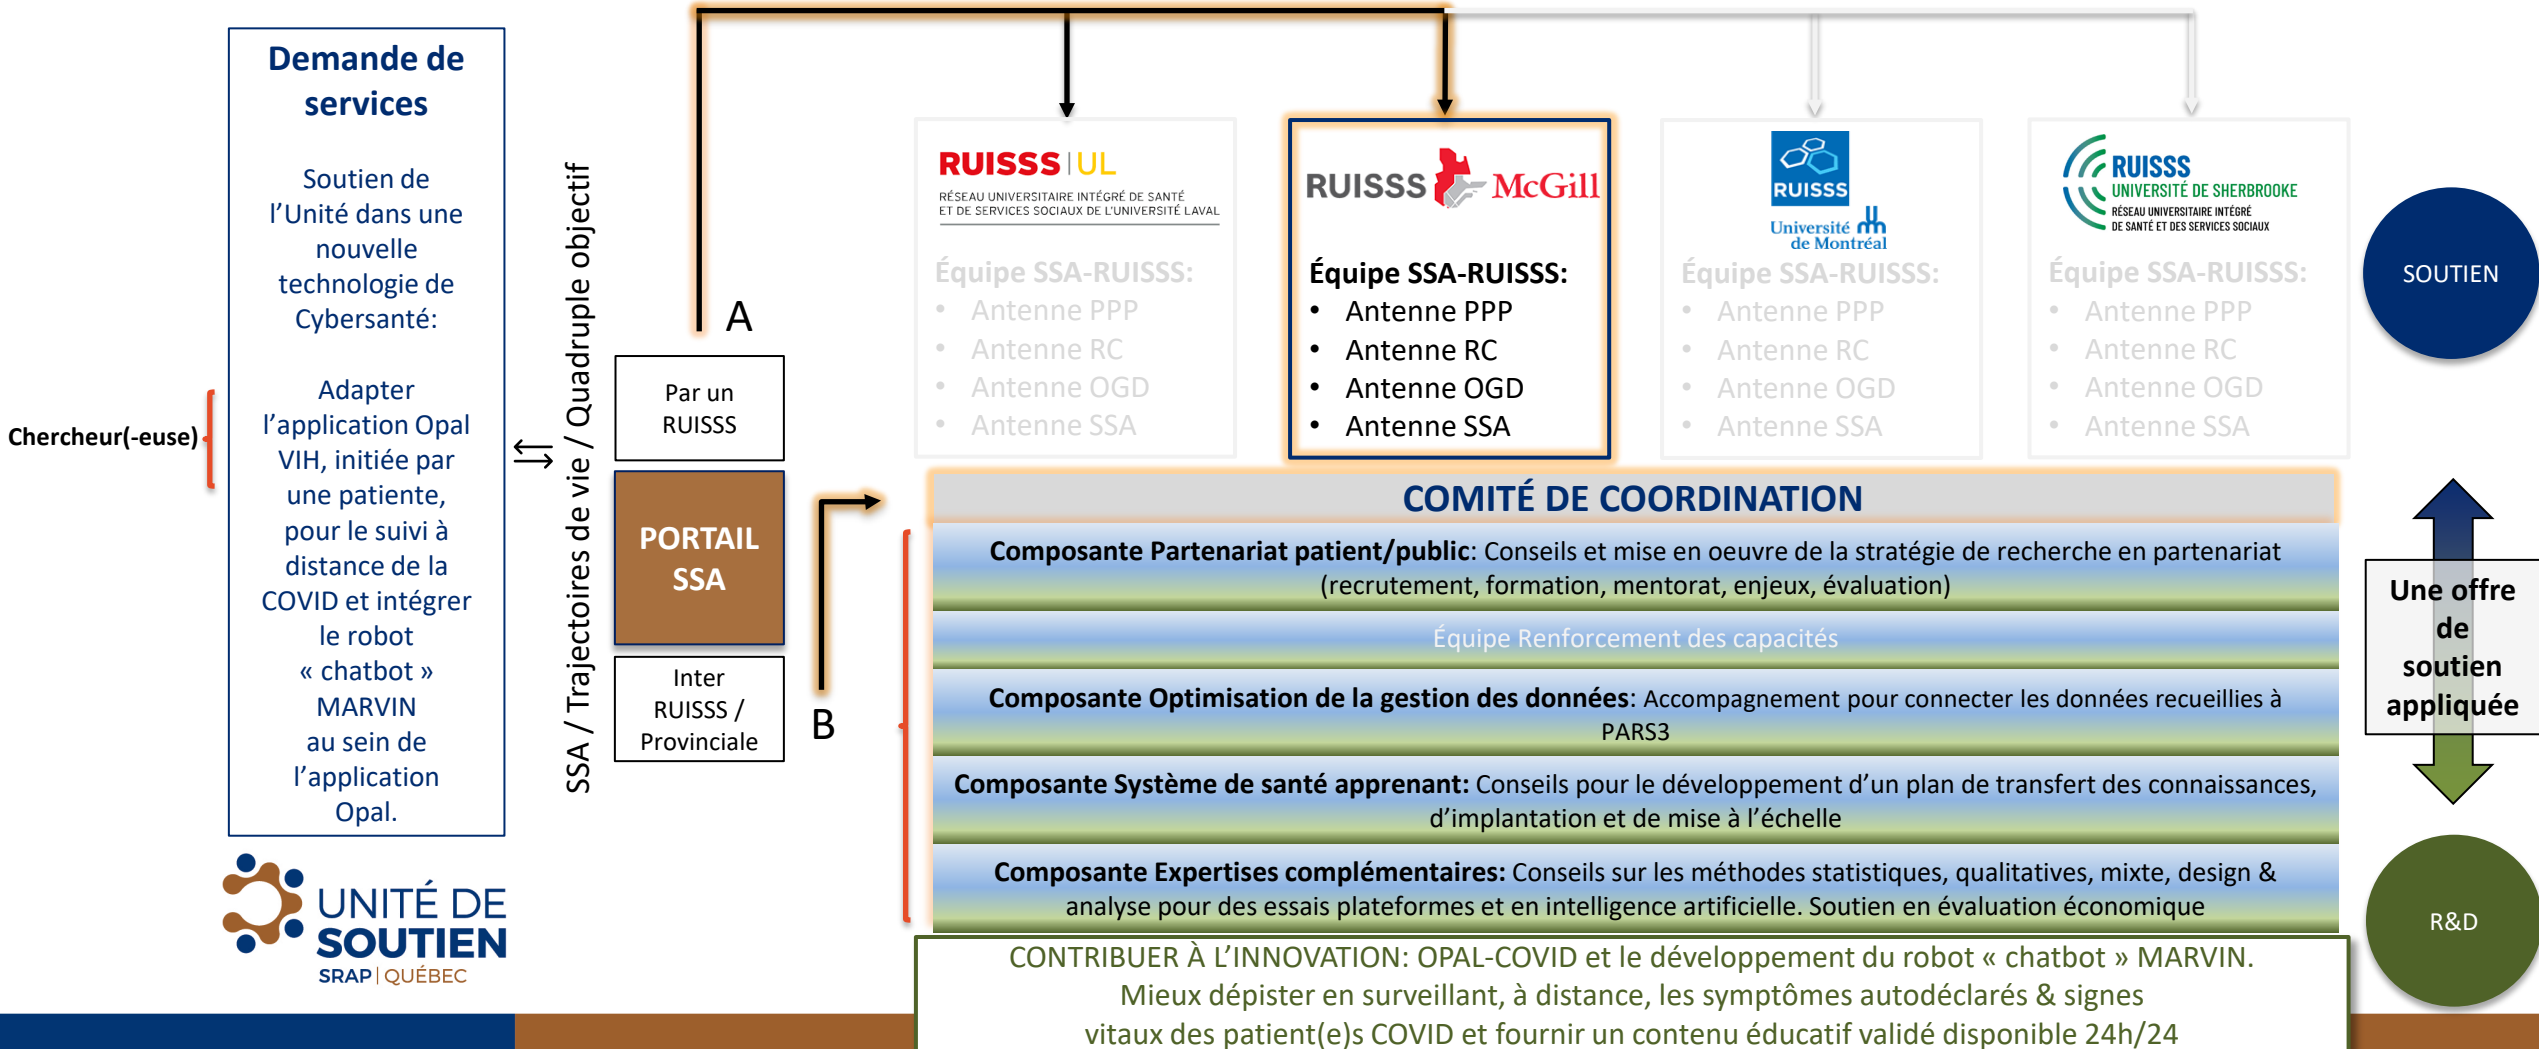 Demande de
services
Soutien de
l'Unité dans une
nouvelle
technologie de
Cybersanté:
Adapter
l'application Opal
VIH, initiée par
une patiente,
pour le suivi à
distance de la
COVID et intégrer
le robot
« chatbot »
MARVIN
au sein de
l'application
Opal.
Chercheur(-euse)
UNITÉ DE
SOUTIEN
SRAP | QUÉBEC
SSA / Trajectoires de vie / Quadruple objectif
A
Par un
RUISSS
PORTAIL
SSA
Inter
RUISSS /
Provinciale
B
RUISSS | UL
RÉSEAU UNIVERSITAIRE INTÉGRÉ DE SANTÉ
ET DE SERVICES SOCIAUX DE L'UNIVERSITÉ LAVAL
Équipe SSA-RUISSS:
• Antenne PPP
• Antenne RC
• Antenne OGD
• Antenne SSA
RUISSS McGill
Équipe SSA-RUISSS:
• Antenne PPP
• Antenne RC
• Antenne OGD
• Antenne SSA
RUISSS
Université
de Montréal
Équipe SSA-RUISSS:
• Antenne PPP
• Antenne RC
• Antenne OGD
• Antenne SSA
RUISSS
UNIVERSITÉ DE SHERBROOKE
RÉSEAU UNIVERSITAIRE INTÉGRÉ
DE SANTÉ ET DES SERVICES SOCIAUX
Équipe SSA-RUISSS:
• Antenne PPP
• Antenne RC
• Antenne OGD
• Antenne SSA
SOUTIEN
COMITÉ DE COORDINATION
Composante Partenariat patient/public: Conseils et mise en oeuvre de la stratégie de recherche en partenariat
(recrutement, formation, mentorat, enjeux, évaluation)
Équipe Renforcement des capacités
Composante Optimisation de la gestion des données: Accompagnement pour connecter les données recueillies à
PARS3
Composante Système de santé apprenant: Conseils pour le développement d'un plan de transfert des connaissances,
d'implantation et de mise à l'échelle
Composante Expertises complémentaires: Conseils sur les méthodes statistiques, qualitatives, mixte, design &
analyse pour des essais plateformes et en intelligence artificielle. Soutien en évaluation économique
Une offre
de
soutien
appliquée
R&D
CONTRIBUER À L'INNOVATION: OPAL-COVID et le développement du robot « chatbot » MARVIN.
Mieux dépister en surveillant, à distance, les symptômes autodéclarés & signes
vitaux des patient(e)s COVID et fournir un contenu éducatif validé disponible 24h/24